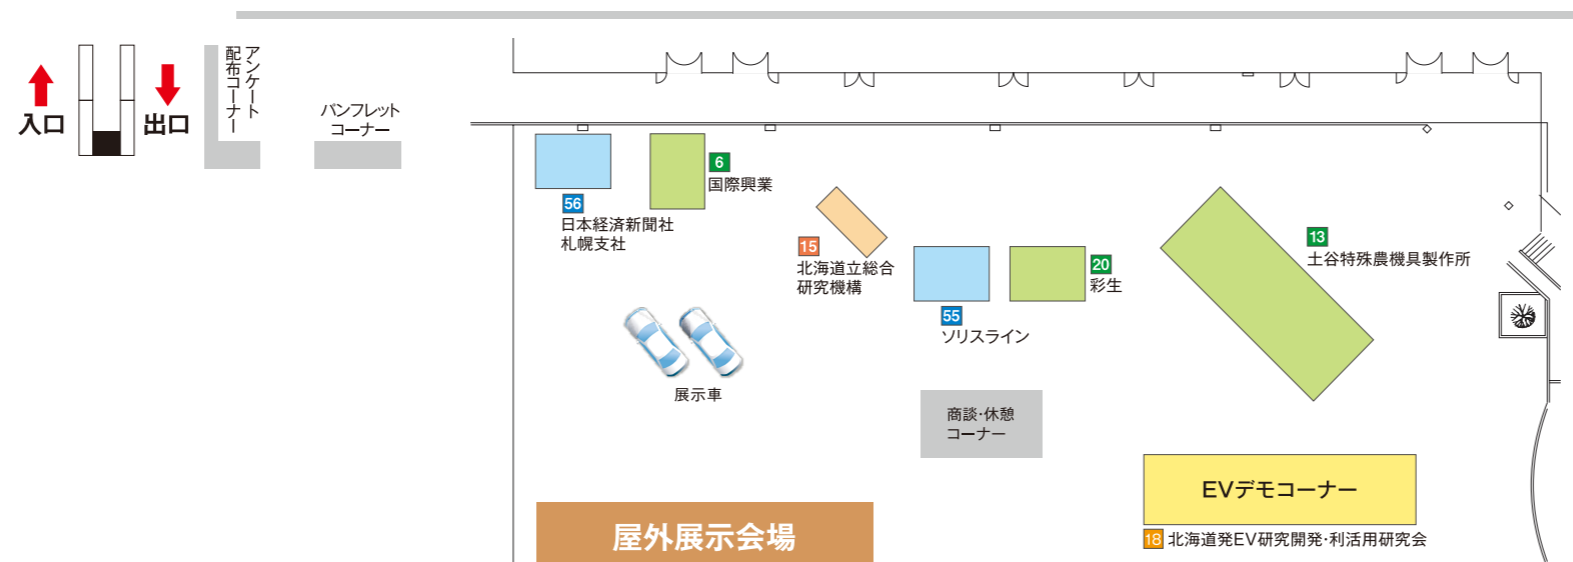 入口
出口
アンケート
配布コーナー
パンフレット
コーナー
56
日本経済新聞社
札幌支社
6
国際興業
15
北海道立総合
研究機構
55
ソリスライン
20
彩生
13
土谷特殊農機具製作所
展示車
商談・休憩
コーナー
EVデモコーナー
18 北海道発EV研究開発・利活用研究会
屋外展示会場